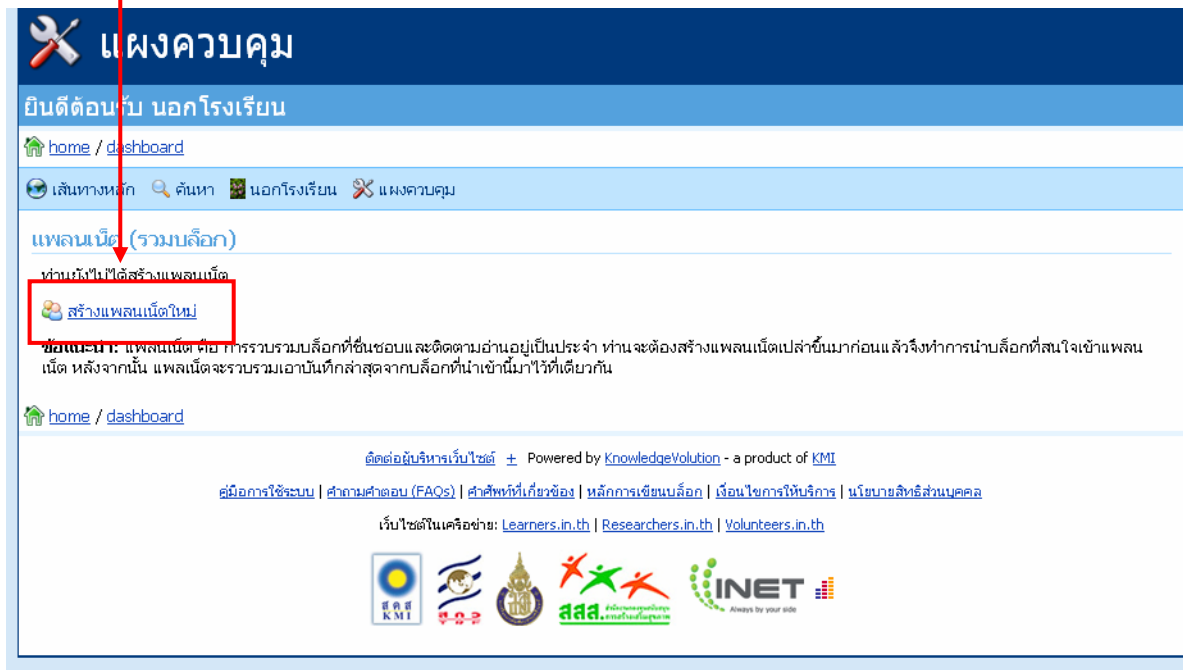 แผงควบคุม
ยินดีต้อนรับ นอกโรงเรียน
home / dashboard
เส้นทางหลัก ค้นหา นอกโรงเรียน แผงควบคุม
แพลนเน็ต (รวมบล็อก)
ท่านยังไม่ได้สร้างแพลนเน็ต
สร้างแพลนเน็ตใหม่
ข้อแนะนำ: แพลนเน็ต คือ การรวบรวมบล็อกที่ชื่นชอบและติดตามอ่านอยู่เป็นประจำ ท่านจะต้องสร้างแพลนเน็ตเปล่าขึ้นมาก่อนแล้วจึงทำการนำบล็อกที่สนใจเข้าแพลน
เน็ต หลังจากนั้น แพลเน็ตจะรวบรวมเอาบันทึกล่าสุดจากบล็อกที่นำเข้านี้มาไว้ที่เดียวกัน
home / dashboard
ติดต่อผู้บริหารเว็บไซต์ + Powered by KnowledgeVolution - a product of KMI
คู่มือการใช้ระบบ | คำถามคำตอบ (FAQs) | คำศัพท์ที่เกี่ยวข้อง | หลักการเขียนบล็อก | เงื่อนไขการให้บริการ | นโยบายสิทธิส่วนบุคคล
เว็บไซต์ในเครือข่าย: Learners.in.th | Researchers.in.th | Volunteers.in.th
สคส
KMI
สสส.
INET
Always by your side